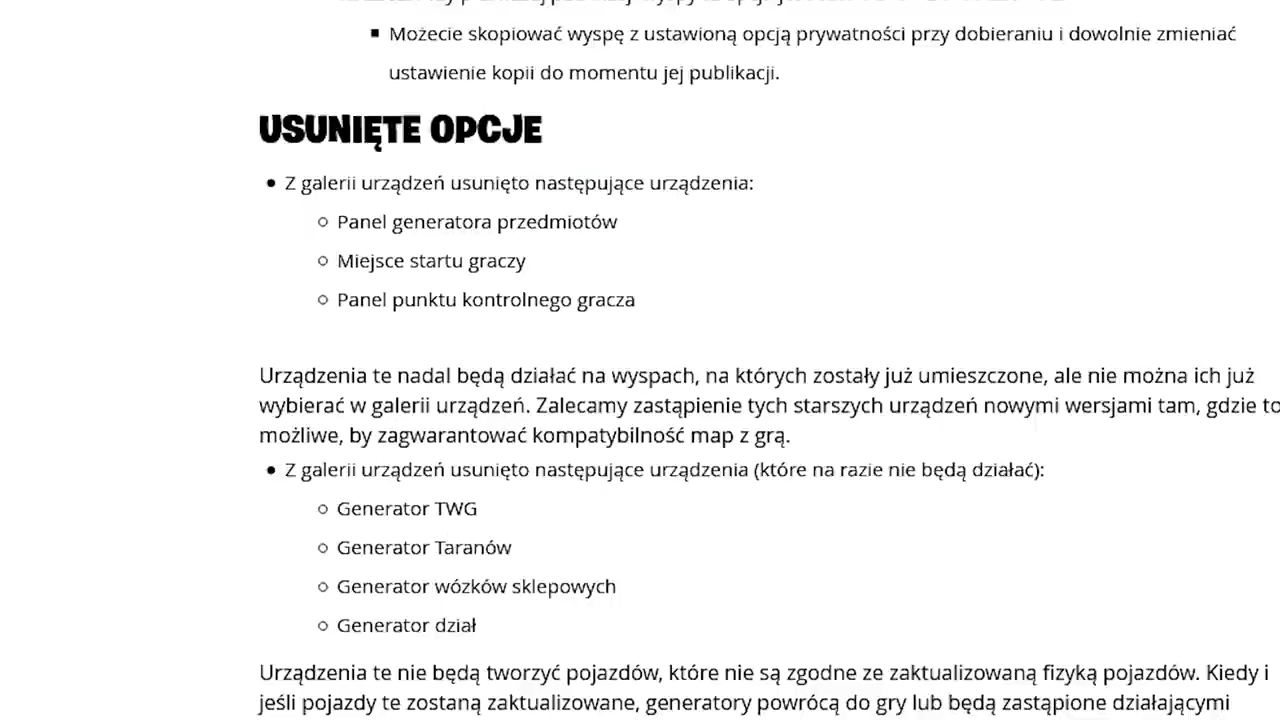 Możecie skopiować wyspę z ustawioną opcją prywatności przy dobieraniu i dowolnie zmieniać
ustawienie kopii do momentu jej publikacji.
USUNIĘTE OPCJE
Z galerii urządzeń usunięto następujące urządzenia:
Panel generatora przedmiotów
Miejsce startu graczy
Panel punktu kontrolnego gracza
Urządzenia te nadal będą działać na wyspach, na których zostały już umieszczone, ale nie można ich już
wybierać w galerii urządzeń. Zalecamy zastąpienie tych starszych urządzeń nowymi wersjami tam, gdzie to
możliwe, by zagwarantować kompatybilność map z grą.
Z galerii urządzeń usunięto następujące urządzenia (które na razie nie będą działać):
Generator TWG
Generator Taranów
Generator wózków sklepowych
Generator dział
Urządzenia te nie będą tworzyć pojazdów, które nie są zgodne ze zaktualizowaną fizyką pojazdów. Kiedy i
jeśli pojazdy te zostaną zaktualizowane, generatory powrócą do gry lub będą zastąpione działającymi